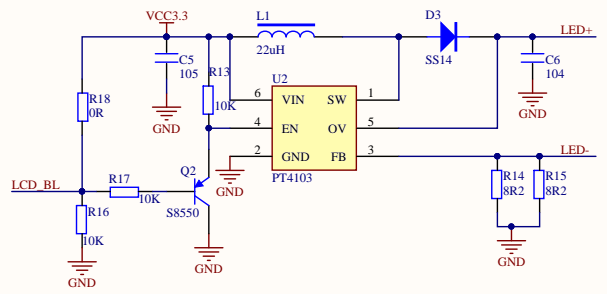 VCC3.3
L1
22uH
D3
SS14
LED+
C5
105
GND
R13
10K
R18
0R
U2
6 VIN SW 1
4 EN OV 5
2 GND FB 3
PT4103
C6
104
GND
LED-
GND
LCD_BL
R17
10K
Q2
S8550
R16
10K
GND
GND
R14
8R2
R15
8R2
GND